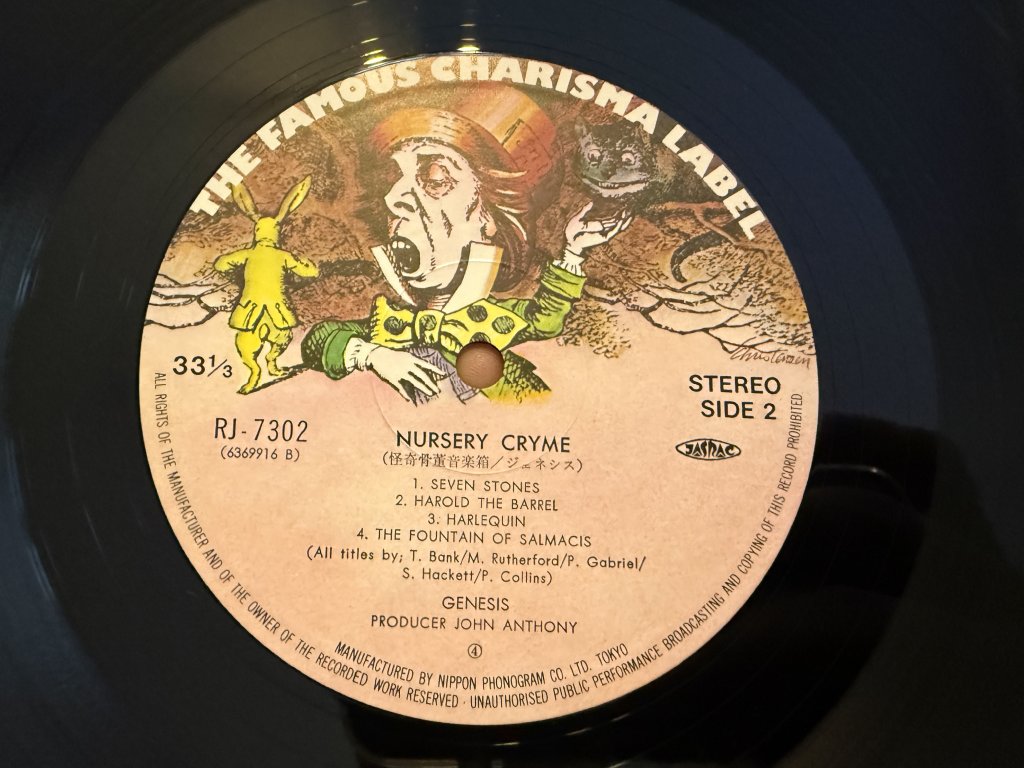 THE FAMOUS CHARISMA LABEL
Christensen
33⅓
STEREO
SIDE 2
RJ-7302
(6369916 B)
JASRAC
NURSERY CRYME
(怪奇骨董音楽箱/ジェネシス)
1. SEVEN STONES
2. HAROLD THE BARREL
3. HARLEQUIN
4. THE FOUNTAIN OF SALMACIS
(All titles by; T. Bank/M. Rutherford/P. Gabriel/
S. Hackett/P. Collins)
GENESIS
PRODUCER JOHN ANTHONY
④
MANUFACTURED BY NIPPON PHONOGRAM CO. LTD. TOKYO
ALL RIGHTS OF THE MANUFACTURER AND OF THE OWNER OF THE RECORDED WORK RESERVED · UNAUTHORISED PUBLIC PERFORMANCE BROADCASTING AND COPYING OF THIS RECORD PROHIBITED